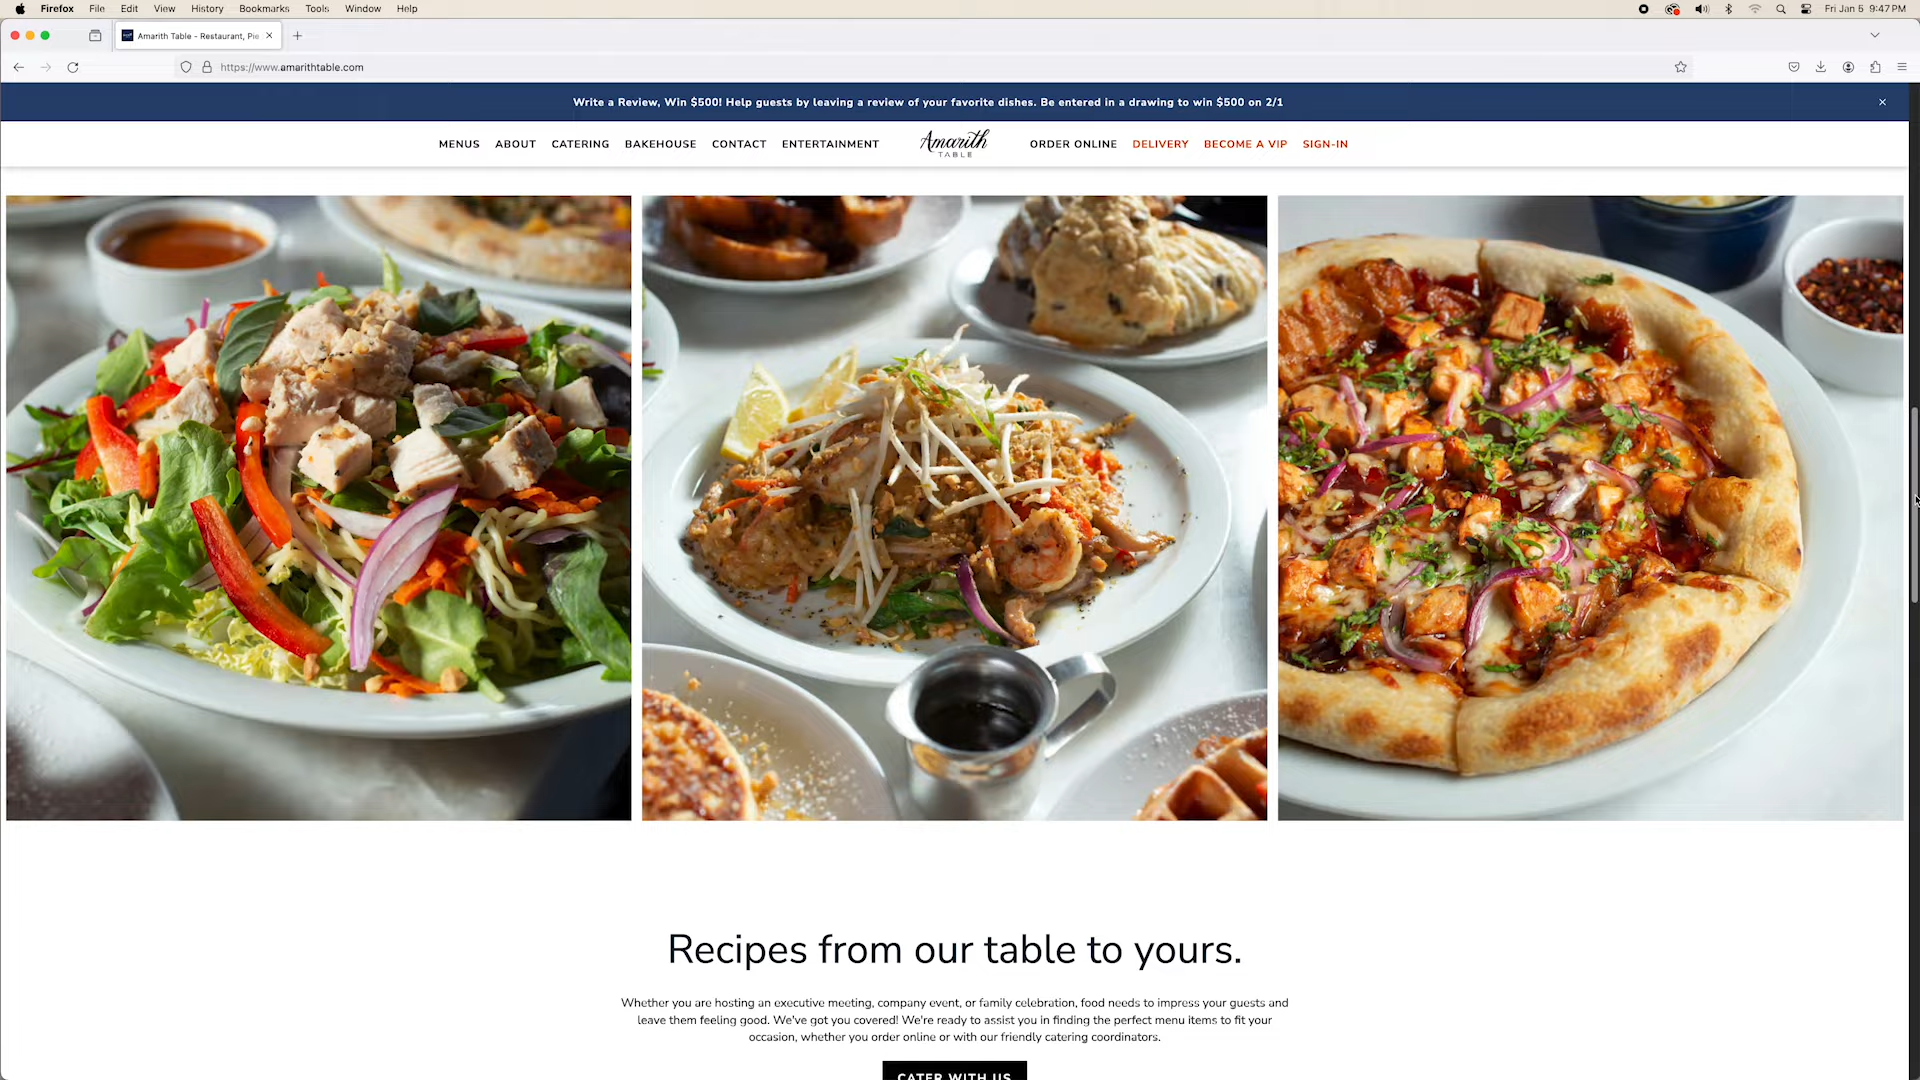 Firefox File Edit View History Bookmarks Tools Window Help Fri Jan 5 9:47 PM
Amarith Table - Restaurant, Pie
https://www.amarithtable.com
Write a Review, Win $500! Help guests by leaving a review of your favorite dishes. Be entered in a drawing to win $500 on 2/1
MENUS ABOUT CATERING BAKEHOUSE CONTACT ENTERTAINMENT Amarith TABLE ORDER ONLINE DELIVERY BECOME A VIP SIGN-IN
Recipes from our table to yours.
Whether you are hosting an executive meeting, company event, or family celebration, food needs to impress your guests and
leave them feeling good. We've got you covered! We're ready to assist you in finding the perfect menu items to fit your
occasion, whether you order online or with our friendly catering coordinators.
CATER WITH US